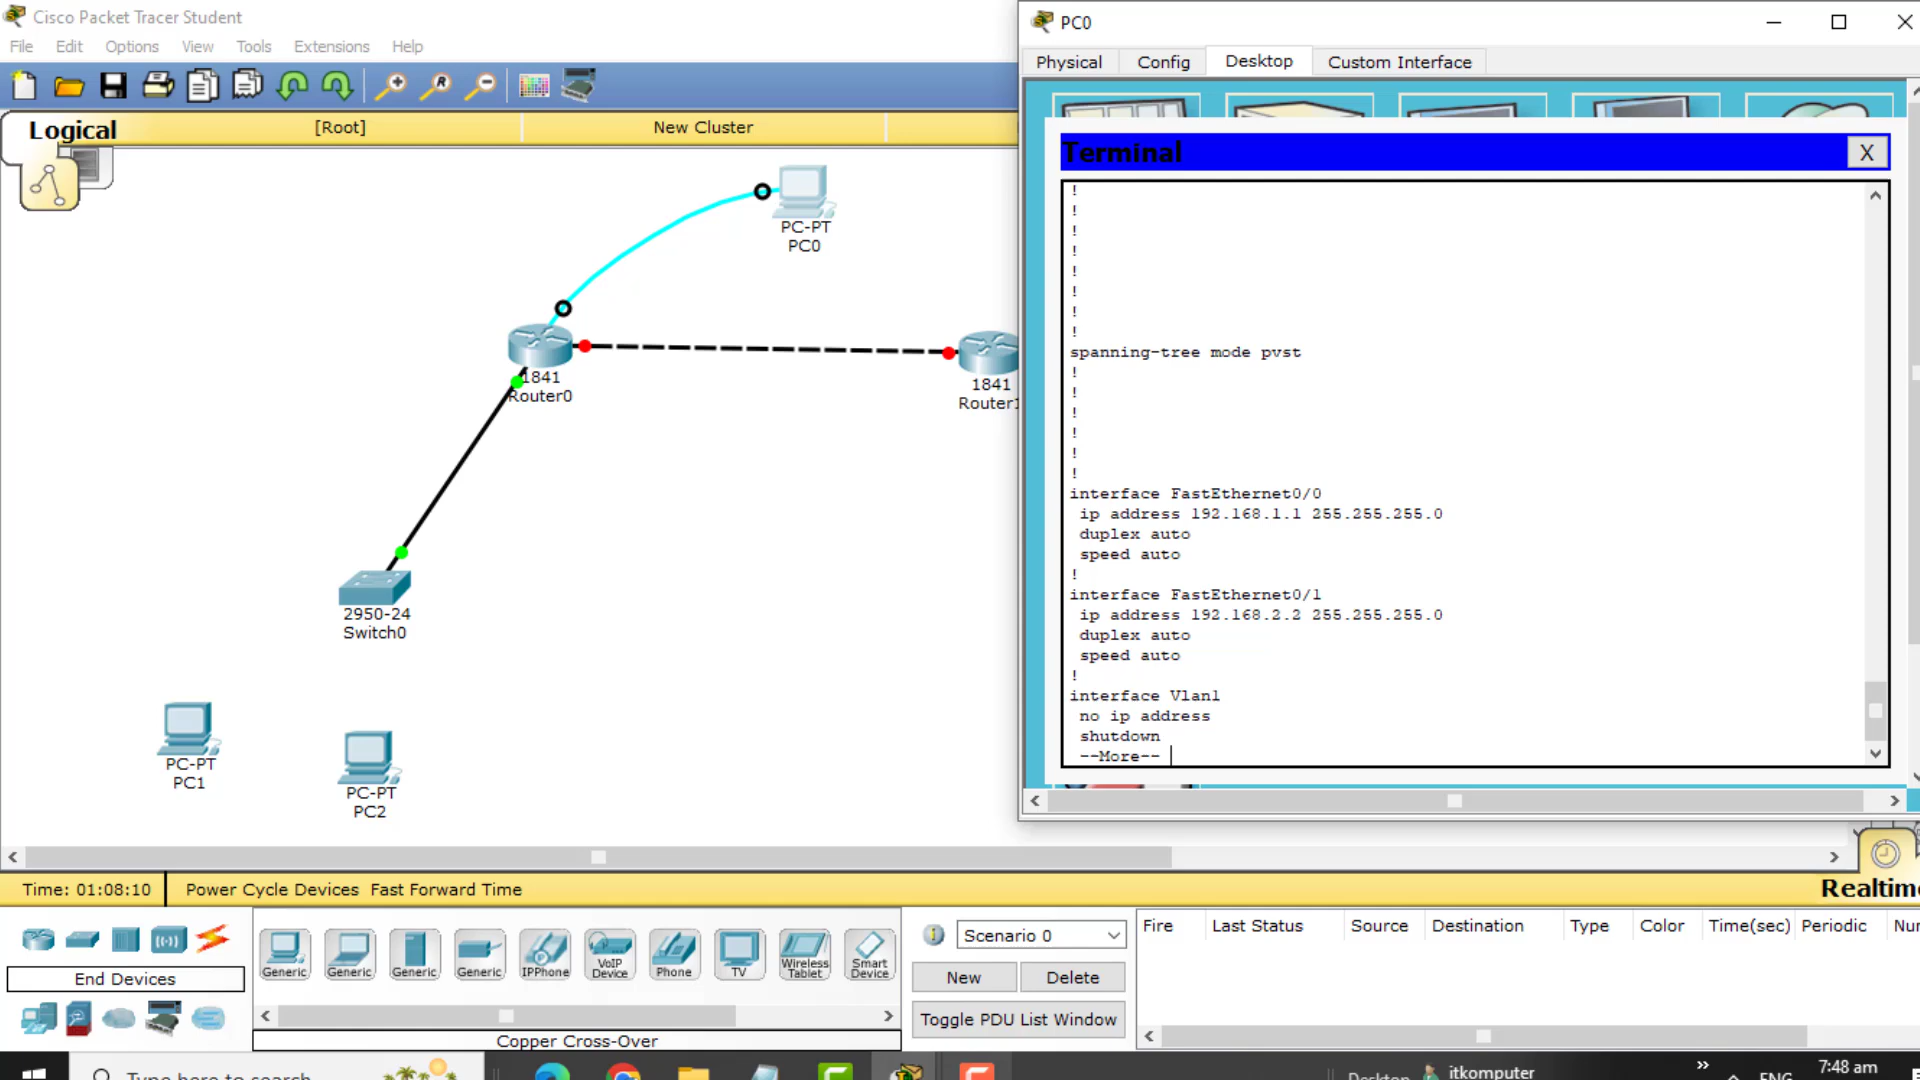 Cisco Packet Tracer Student
File Edit Options View Tools Extensions Help
Logical
[Root]
New Cluster
PC-PT
PC0
1841
Router0
1841
Router1
2950-24
Switch0
PC-PT
PC1
PC-PT
PC2
PC0
Physical Config Desktop Custom Interface
Terminal
X
!
!
!
!
!
!
!
!
spanning-tree mode pvst
!
!
!
!
!
!
interface FastEthernet0/0
ip address 192.168.1.1 255.255.255.0
duplex auto
speed auto
!
interface FastEthernet0/1
ip address 192.168.2.2 255.255.255.0
duplex auto
speed auto
!
interface Vlan1
no ip address
shutdown
--More--
Time: 01:08:10 Power Cycle Devices Fast Forward Time
Realtime
End Devices
Generic Generic Generic Generic IPPhone VoIP Device Phone TV Wireless Tablet Smart Device
Copper Cross-Over
Scenario 0
New Delete
Toggle PDU List Window
Fire Last Status Source Destination Type Color Time(sec) Periodic Nu
Type here to search
Desktop
itkomputer
ENG
7:48 am